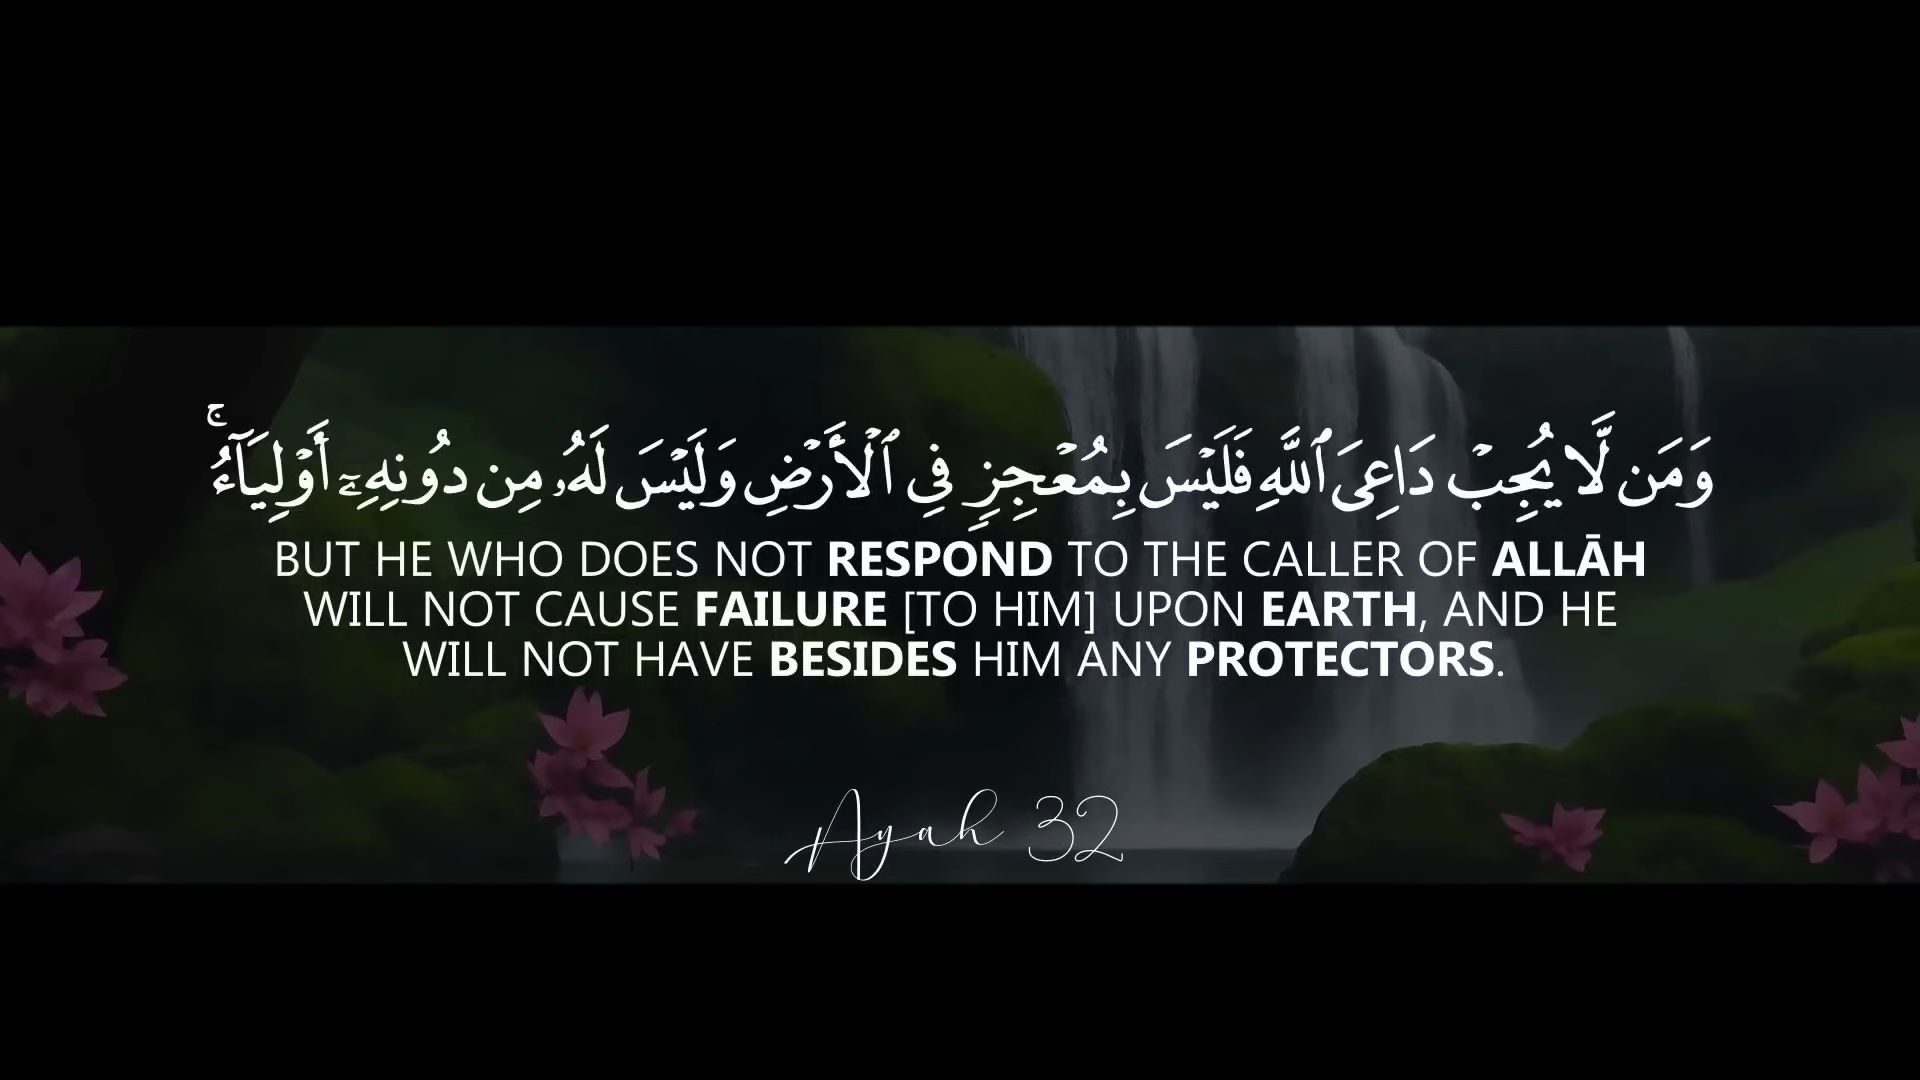 وَمَن لَّا يُجِبْ دَاعِىَ ٱللَّهِ فَلَيْسَ بِمُعْجِزٍ فِى ٱلْأَرْضِ وَلَيْسَ لَهُۥ مِن دُونِهِۦٓ أَوْلِيَآءُ ۚ
BUT HE WHO DOES NOT RESPOND TO THE CALLER OF ALLĀH
WILL NOT CAUSE FAILURE [TO HIM] UPON EARTH, AND HE
WILL NOT HAVE BESIDES HIM ANY PROTECTORS.
Ayah 32